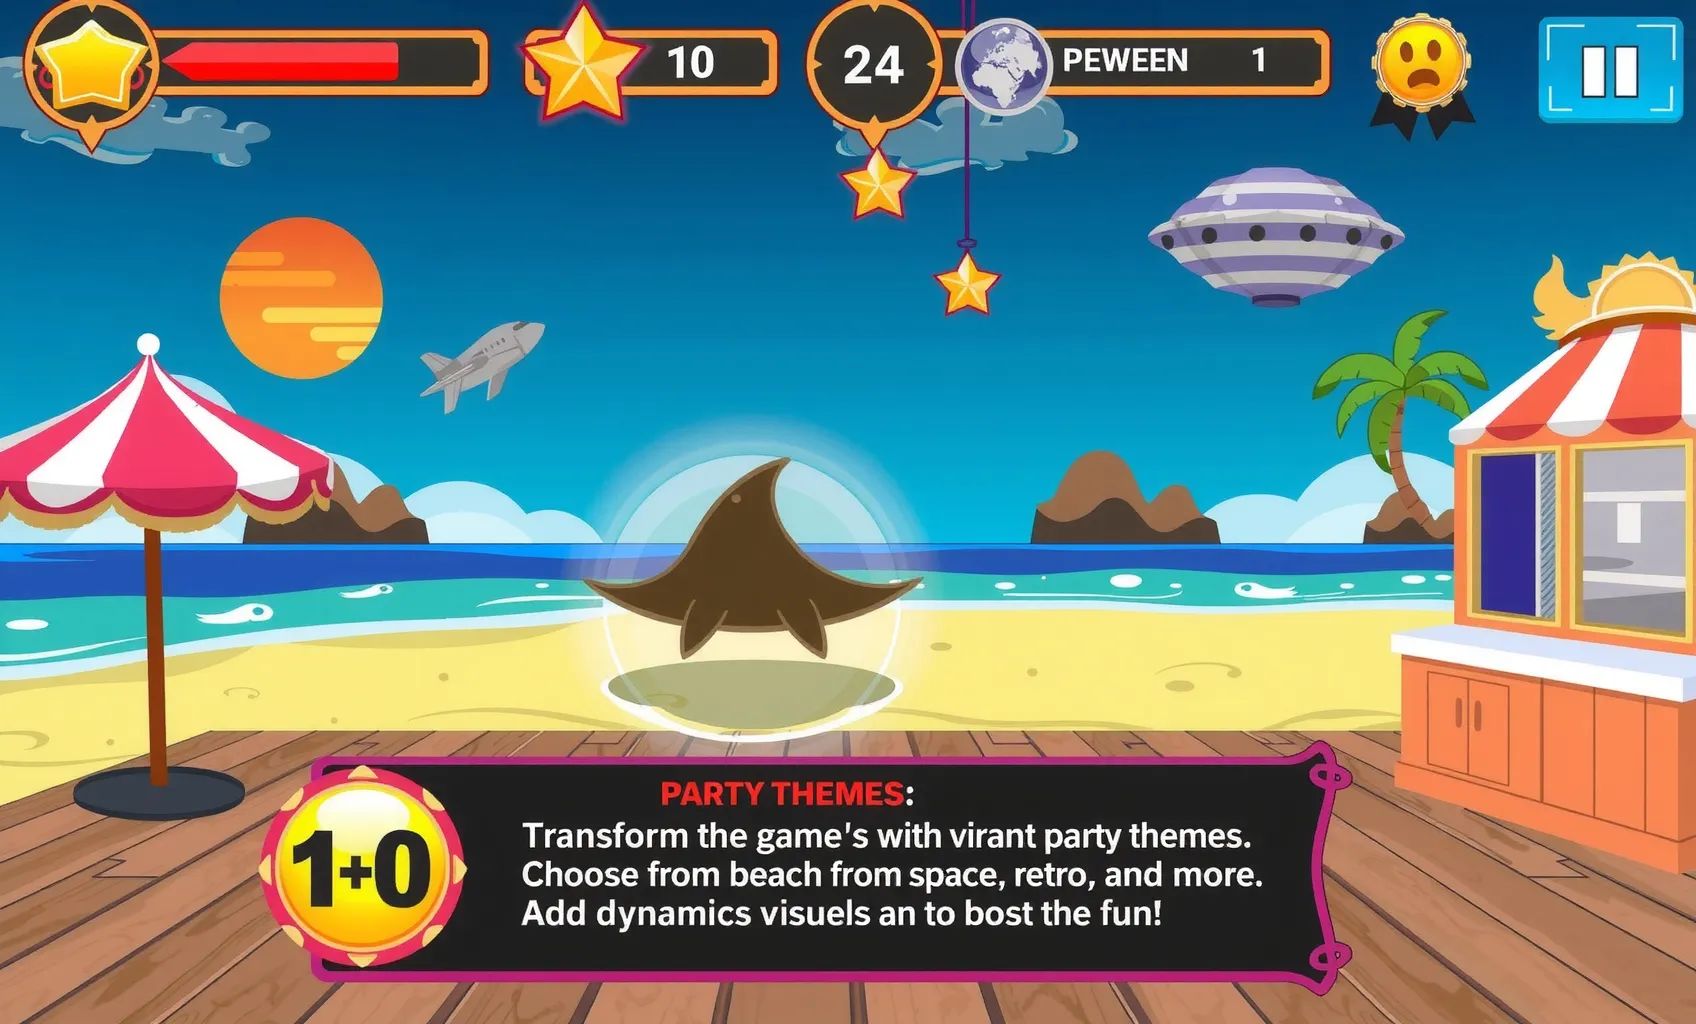 10
24
PEWEEN 1
PARTY THEMES:
Transform the game's with virant party themes.
Choose from beach from space, retro, and more.
Add dynamics visuels an to bost the fun!
1+0